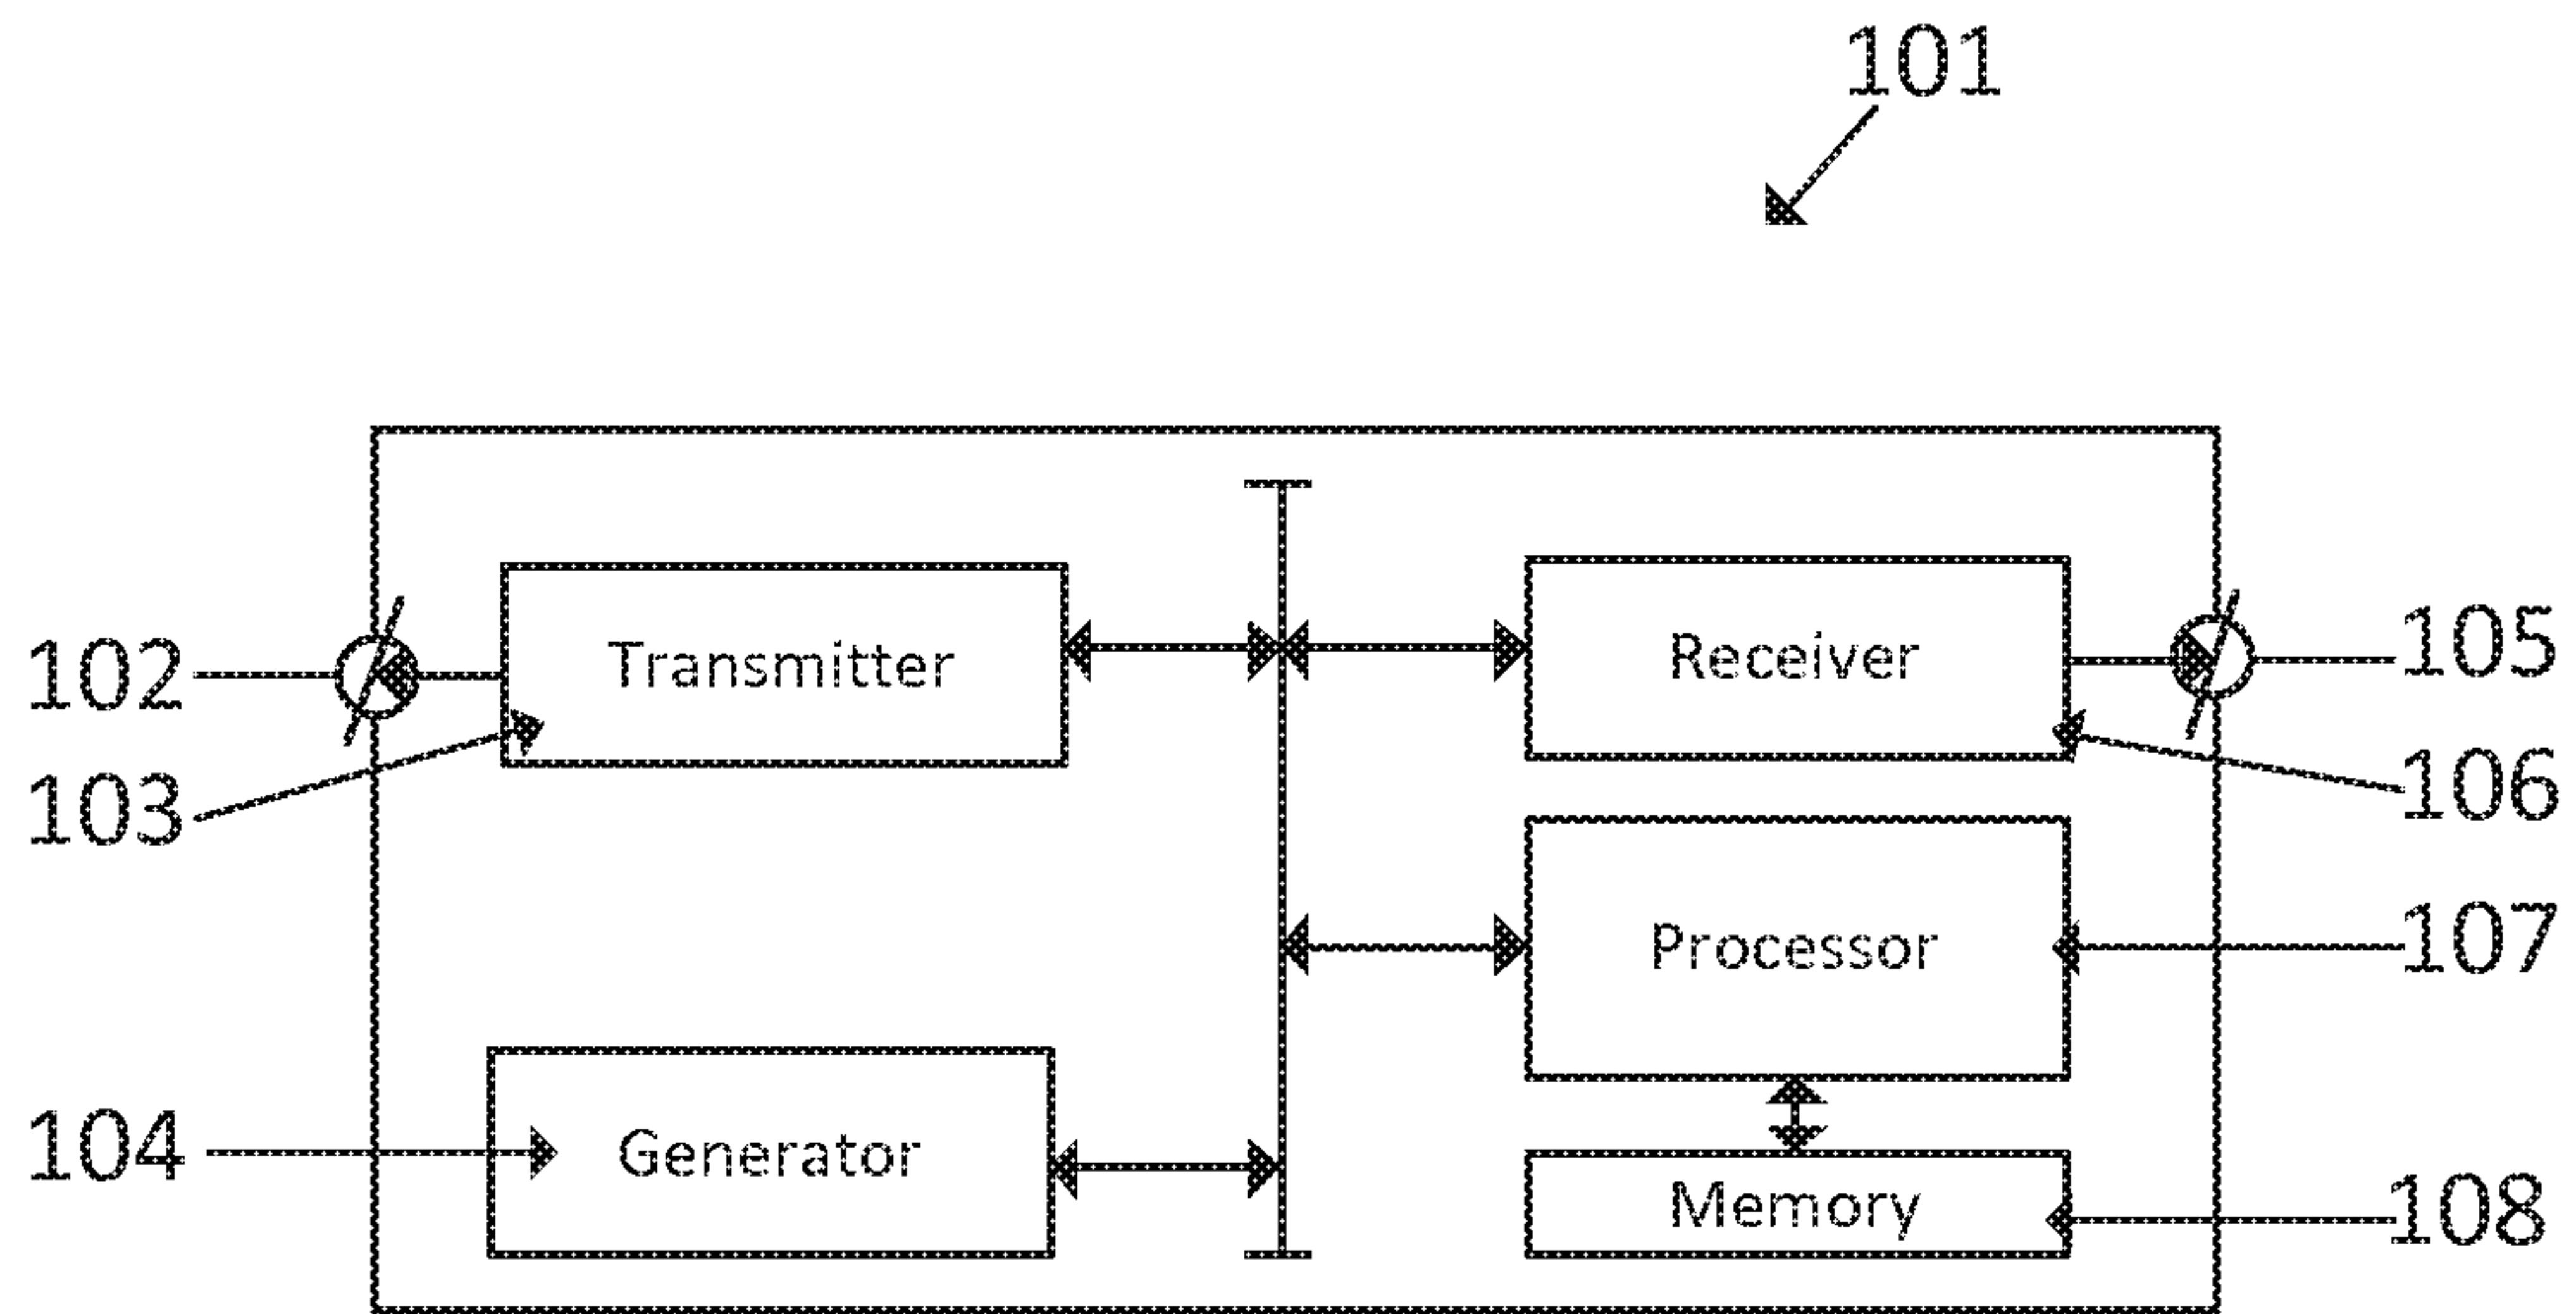 101
Transmitter
Receiver
102
105
103
106
Processor
107
Generator
104
Memory
108